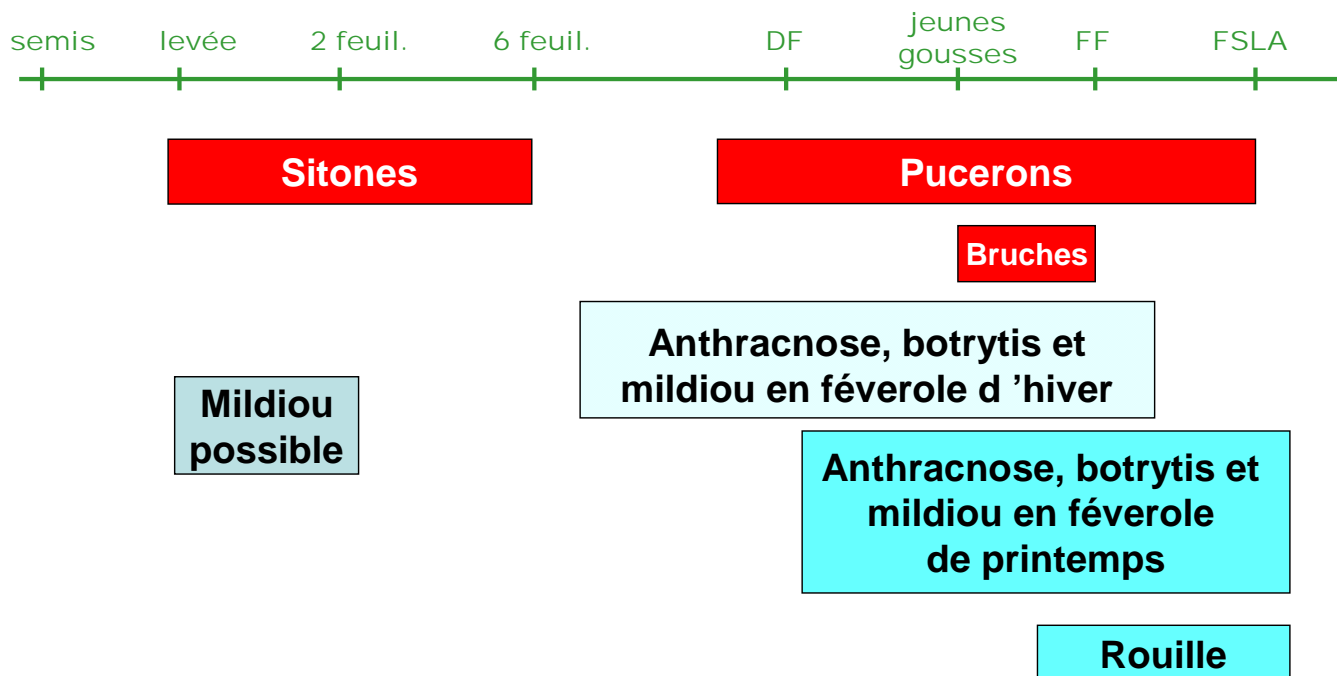 semis levée 2 feuil. 6 feuil. DF jeunes gousses FF FSLA
Sitones
Pucerons
Bruches
Anthracnose, botrytis et
mildiou en féverole d ’hiver
Mildiou
possible
Anthracnose, botrytis et
mildiou en féverole
de printemps
Rouille